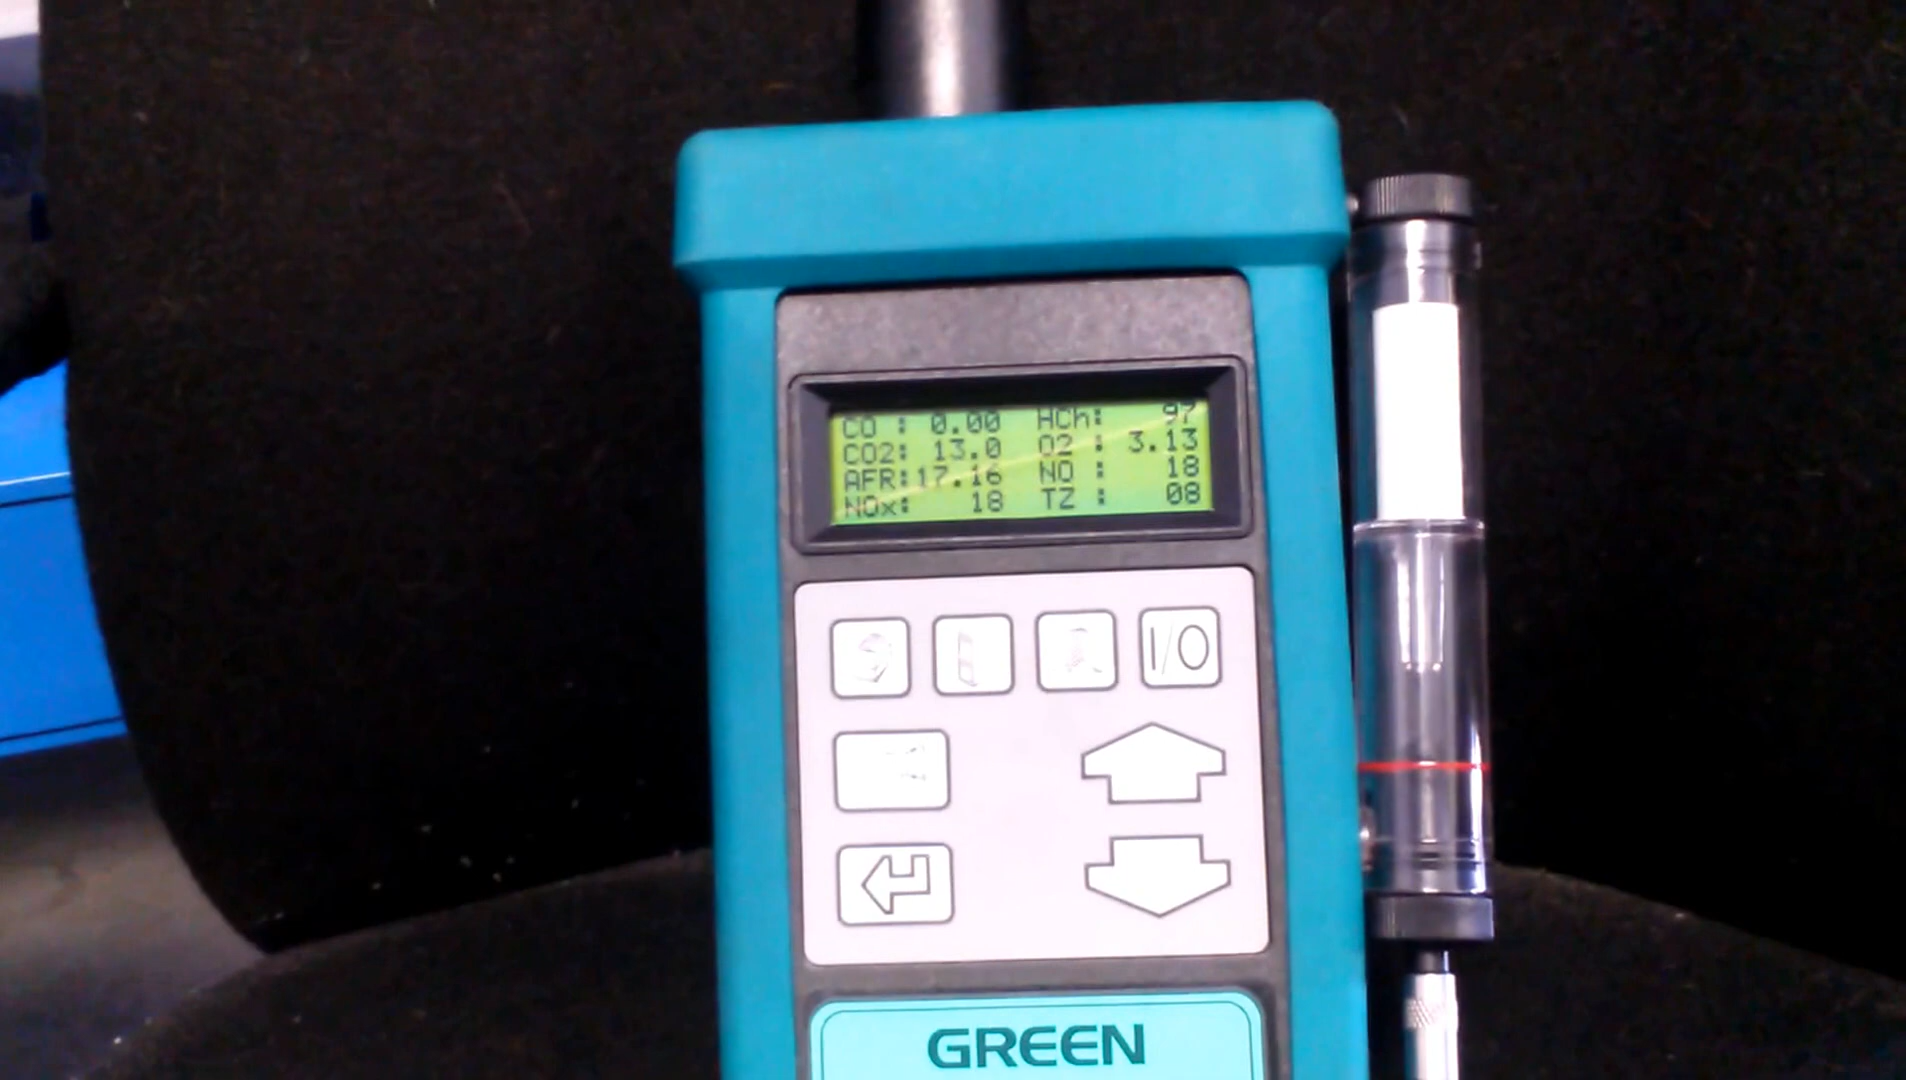 CO : 0.00 HCh: 97
CO2: 13.0 O2 : 3.13
AFR:17.16 NO : 18
NOx: 18 TZ : 08
I/O
GREEN